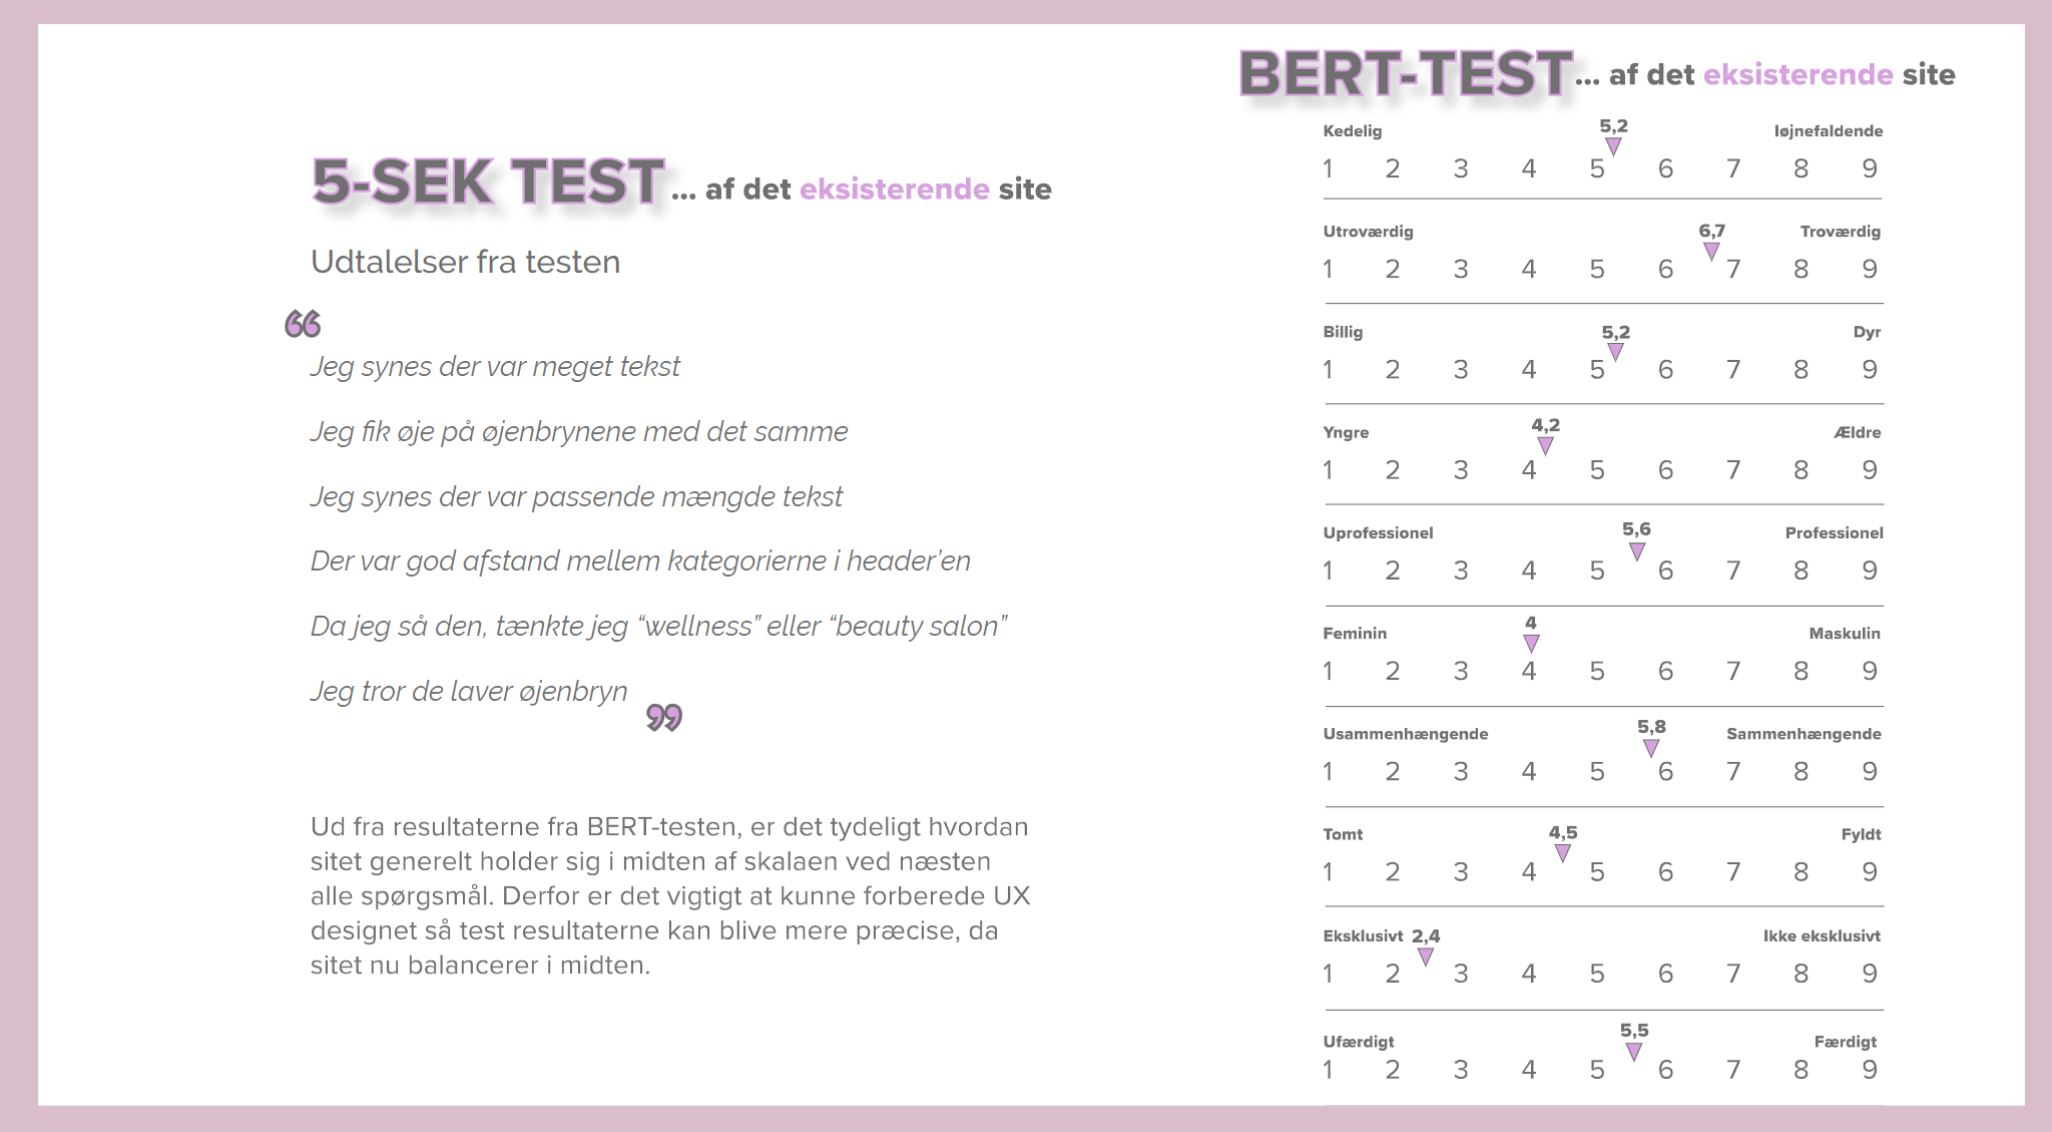 5-SEK TEST... af det eksisterende site
Udtalelser fra testen
“
Jeg synes der var meget tekst
Jeg fik øje på øjenbrynene med det samme
Jeg synes der var passende mængde tekst
Der var god afstand mellem kategorierne i header’en
Da jeg så den, tænkte jeg “wellness” eller “beauty salon”
Jeg tror de laver øjenbryn
”
Ud fra resultaterne fra BERT-testen, er det tydeligt hvordan
sitet generelt holder sig i midten af skalaen ved næsten
alle spørgsmål. Derfor er det vigtigt at kunne forberede UX
designet så test resultaterne kan blive mere præcise, da
sitet nu balancerer i midten.
BERT-TEST... af det eksisterende site
Kedelig 5,2 Iøjnefaldende
1 2 3 4 5 6 7 8 9
Utroværdig 6,7 Troværdig
1 2 3 4 5 6 7 8 9
Billig 5,2 Dyr
1 2 3 4 5 6 7 8 9
Yngre 4,2 Ældre
1 2 3 4 5 6 7 8 9
Uprofessionel 5,6 Professionel
1 2 3 4 5 6 7 8 9
Feminin 4 Maskulin
1 2 3 4 5 6 7 8 9
Usammenhængende 5,8 Sammenhængende
1 2 3 4 5 6 7 8 9
Tomt 4,5 Fyldt
1 2 3 4 5 6 7 8 9
Eksklusivt 2,4 Ikke eksklusivt
1 2 3 4 5 6 7 8 9
Ufærdigt 5,5 Færdigt
1 2 3 4 5 6 7 8 9